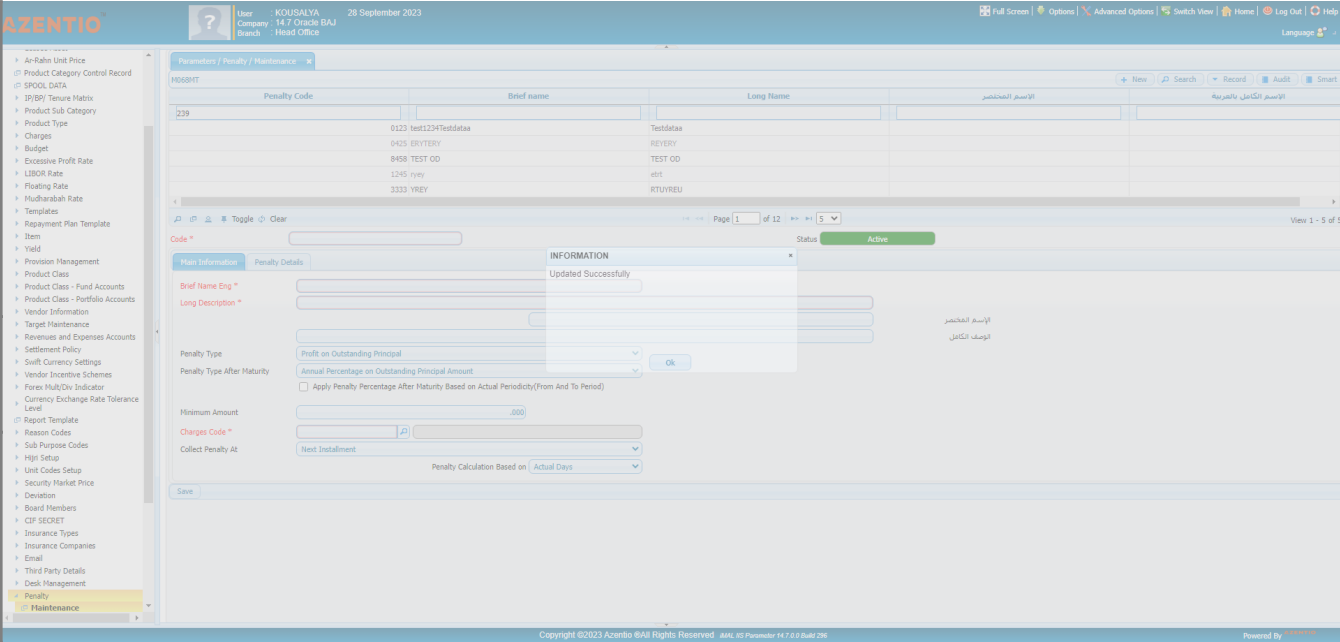 AZENTIO
?
User : KOUSALYA 28 September 2023
Company : 14.7 Oracle BAJ
Branch : Head Office
Full Screen | Options | Advanced Options | Switch View | Home | Log Out | Help
Language
Ar-Rahn Unit Price
Product Category Control Record
SPOOL DATA
IP/BP/ Tenure Matrix
Product Sub Category
Product Type
Charges
Budget
Excessive Profit Rate
LIBOR Rate
Floating Rate
Mudharabah Rate
Templates
Repayment Plan Template
Item
Yield
Provision Management
Product Class
Product Class - Fund Accounts
Product Class - Portfolio Accounts
Vendor Information
Target Maintenance
Revenues and Expenses Accounts
Settlement Policy
Swift Currency Settings
Vendor Incentive Schemes
Forex Mult/Div Indicator
Currency Exchange Rate Tolerance
Level
Report Template
Reason Codes
Sub Purpose Codes
Hijri Setup
Unit Codes Setup
Security Market Price
Deviation
Board Members
CIF SECRET
Insurance Types
Insurance Companies
Email
Third Party Details
Desk Management
Penalty
Maintenance
Parameters / Penalty / Maintenance x
M068MT
New Search Record Audit Smart
Penalty Code Brief name Long Name الاسم المختصر الاسم الكامل بالعربية
239
0123 test1234Testdataa Testdataa
0425 ERYTERY REYERY
8458 TEST OD TEST OD
1245 ryey etrt
3333 YREY RTUYREU
Toggle Clear Page 1 of 12 5 View 1 - 5 of 5
Code * Status Active
Main Information Penalty Details
INFORMATION x
Updated Successfully
Ok
Brief Name Eng *
Long Description *
الإسم المختصر
الوصف الكامل
Penalty Type Profit on Outstanding Principal
Penalty Type After Maturity Annual Percentage on Outstanding Principal Amount
Apply Penalty Percentage After Maturity Based on Actual Periodicity(From And To Period)
Minimum Amount .000
Charges Code *
Collect Penalty At Next Installment
Penalty Calculation Based on Actual Days
Save
Copyright ©2023 Azentio ®All Rights Reserved iMAL IIS Parameter 14.7.0.0 Build 296
Powered By